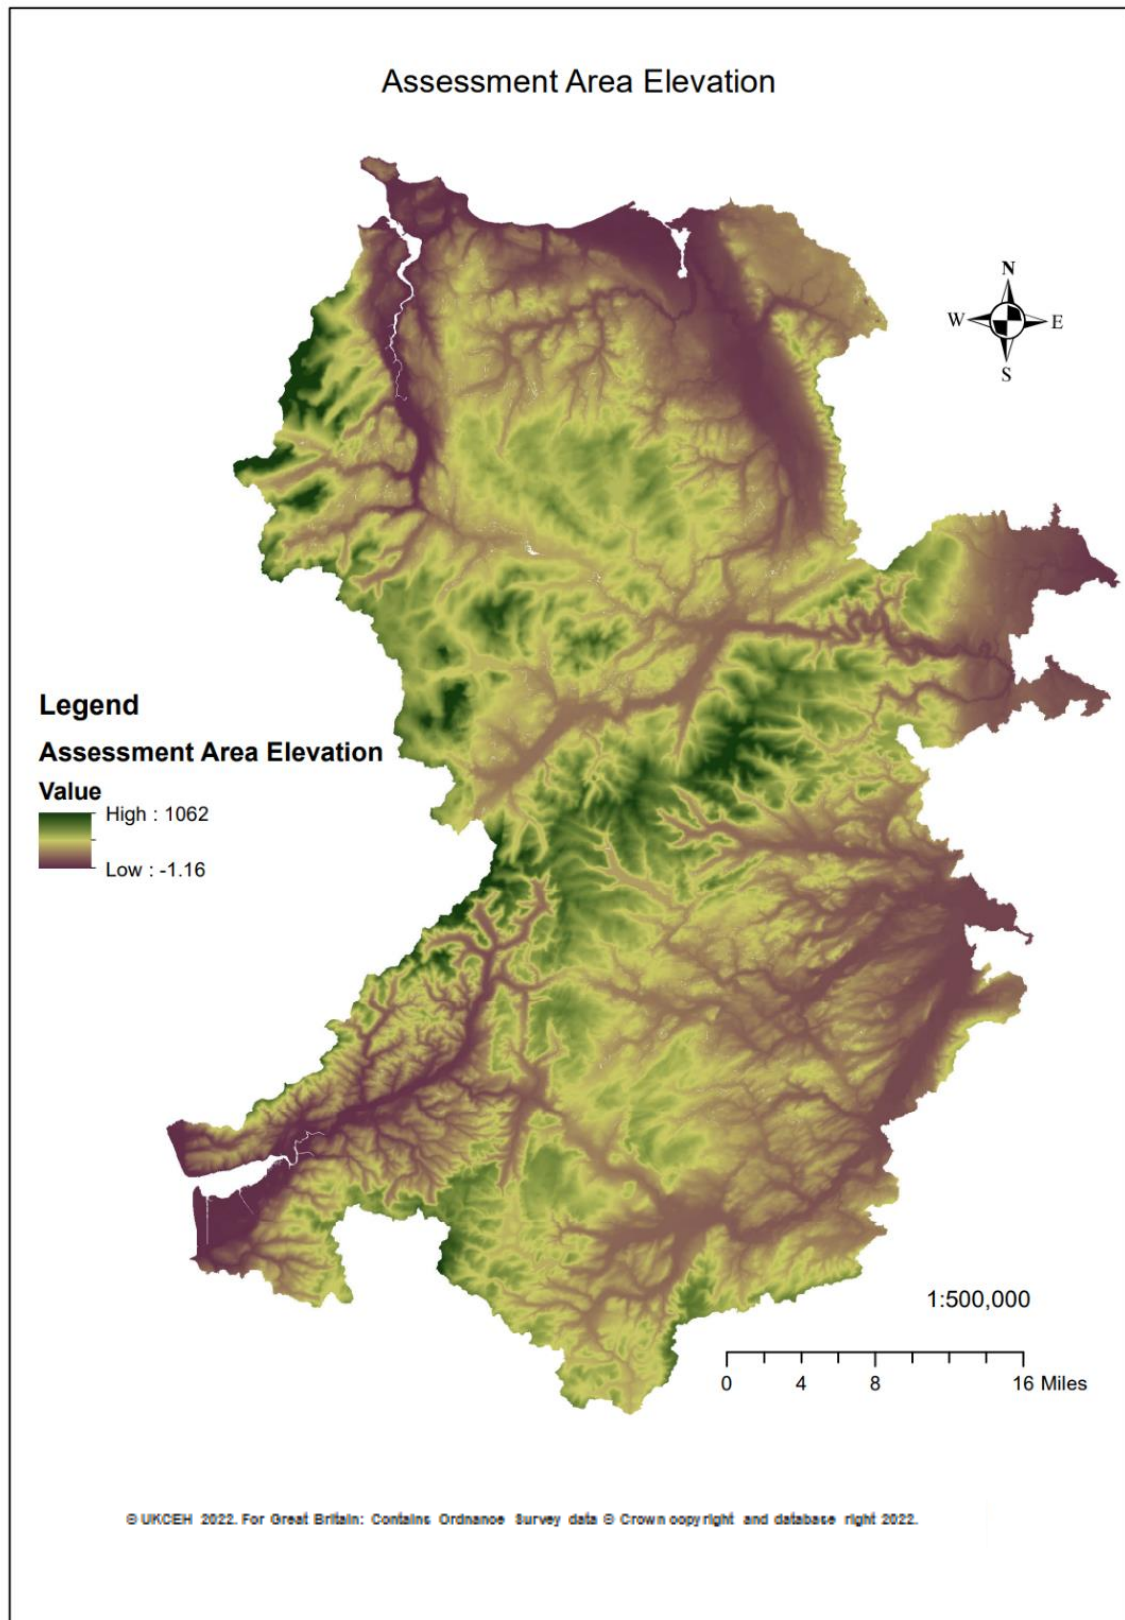 Assessment Area Elevation
N
W E
S
Legend
Assessment Area Elevation
Value
High : 1062
Low : -1.16
1:500,000
0 4 8 16 Miles
© UKCEH 2022. For Great Britain: Contains Ordnance Survey data © Crown copyright and database right 2022.